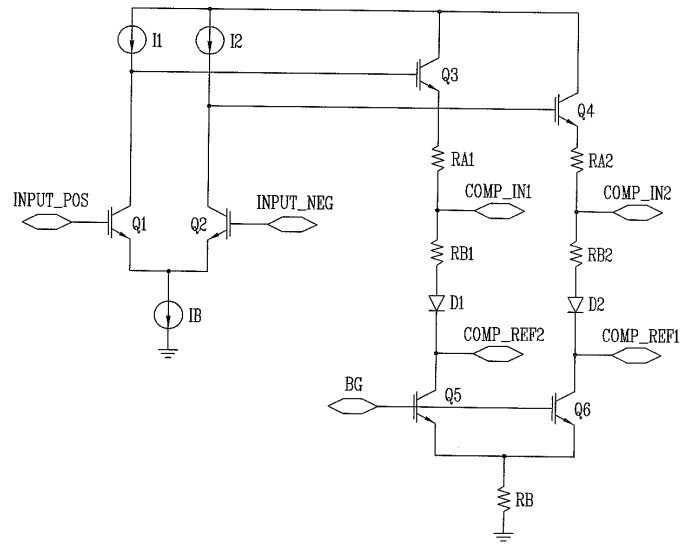 I1
I2
Q3
Q4
RA1
RA2
INPUT_POS
INPUT_NEG
COMP_IN1
COMP_IN2
Q1
Q2
RB1
RB2
D1
D2
IB
COMP_REF2
COMP_REF1
BG
Q5
Q6
RB